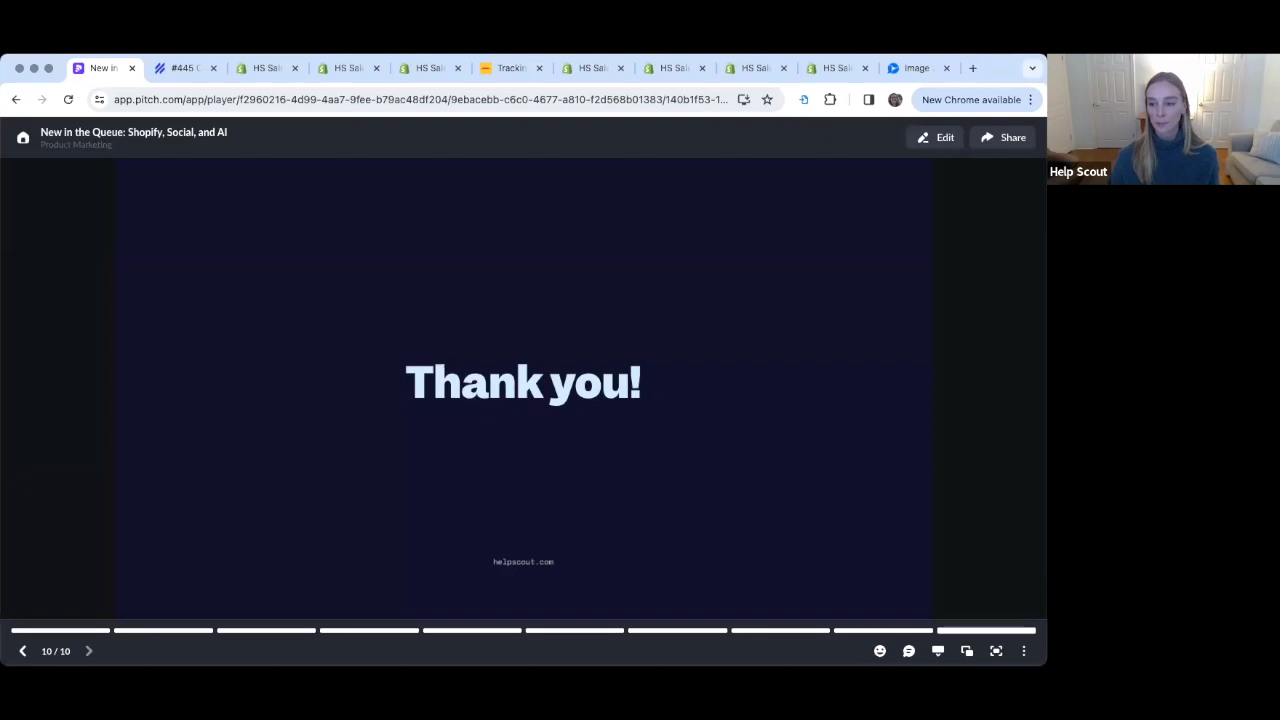 New in
#445 C
HS Sal
HS Sal
HS Sal
Trackin
HS Sal
HS Sal
HS Sal
HS Sal
image
app.pitch.com/app/player/f2960216-4d99-4aa7-9fee-b79ac48df204/9ebacebb-c6c0-4677-a810-f2d568b01383/140b1f53-1...
New Chrome available
New in the Queue: Shopify, Social, and AI
Product Marketing
Edit
Share
Help Scout
Thank you!
helpscout.com
10 / 10